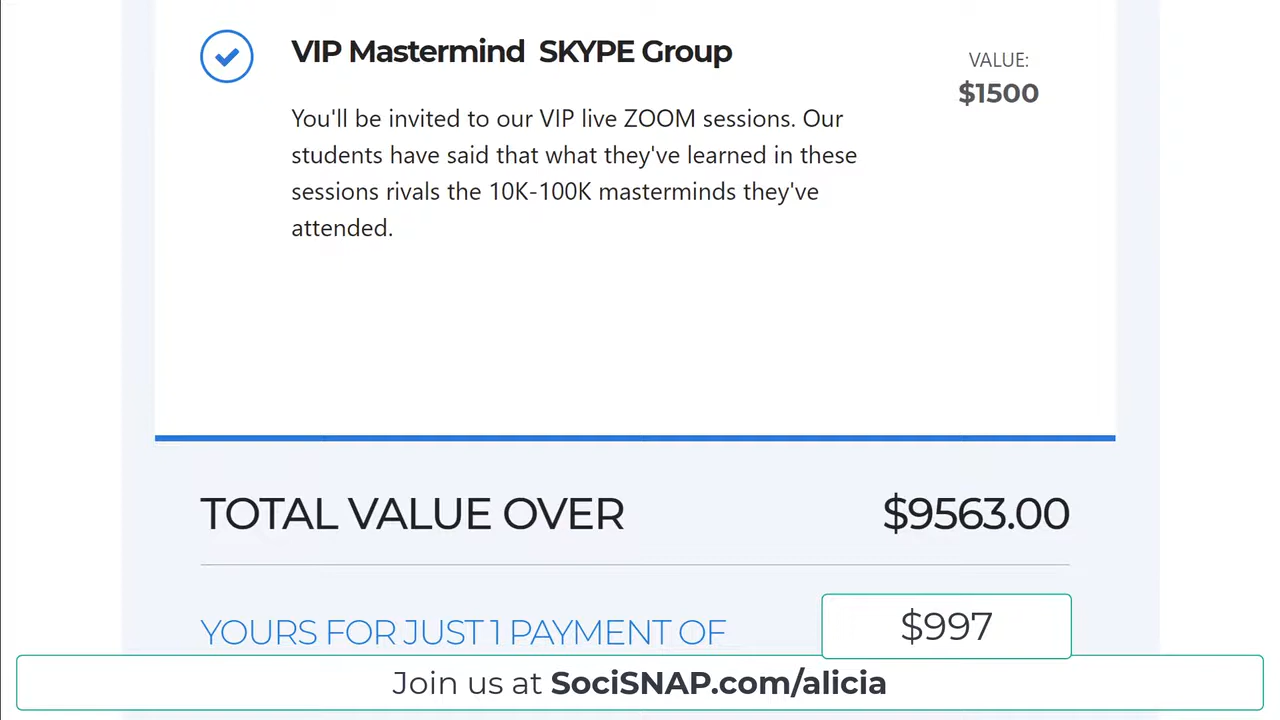 VIP Mastermind  SKYPE Group
VALUE:
$1500
You'll be invited to our VIP live ZOOM sessions. Our
students have said that what they've learned in these
sessions rivals the 10K-100K masterminds they've
attended.
TOTAL VALUE OVER
$9563.00
YOURS FOR JUST 1 PAYMENT OF
$997
Join us at SociSNAP.com/alicia